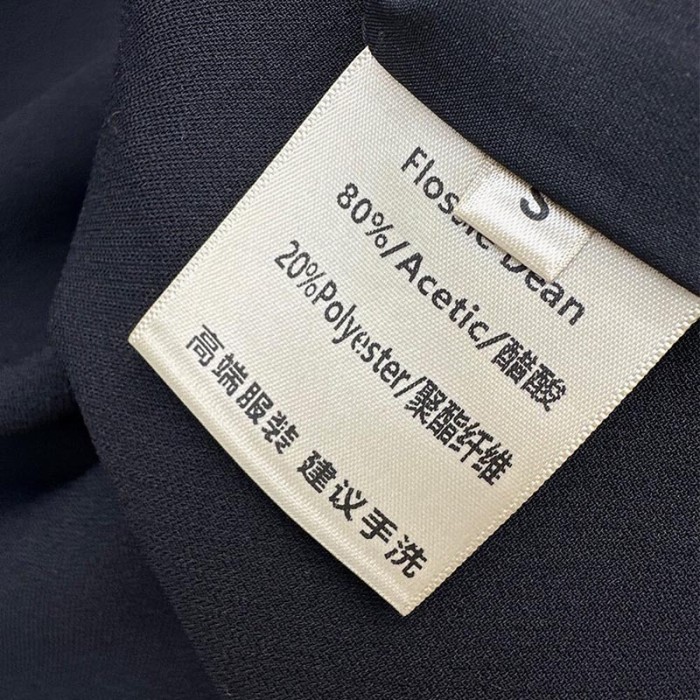 S
Flossie Dean
80%/Acetic/醋酸
20%Polyester/聚酯纤维
高端服装 建议手洗